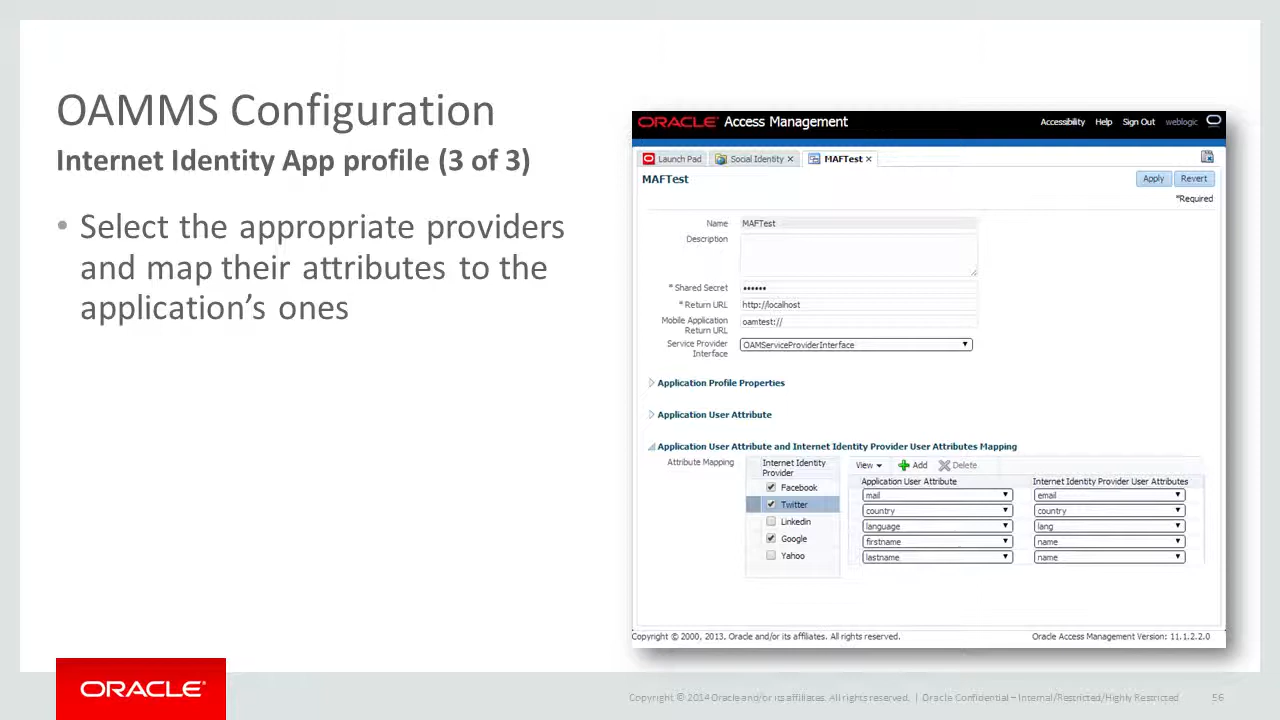 OAMMS Configuration
Internet Identity App profile (3 of 3)
• Select the appropriate providers
and map their attributes to the
application's ones
ORACLE Access Management
Accessibility Help Sign Out weblogic
Launch Pad Social Identity MAFTest
MAFTest
Apply Revert
*Required
Name MAFTest
Description
* Shared Secret ••••••
* Return URL http://localhost
Mobile Application
Return URL oamtest://
Service Provider
Interface OAMServiceProviderInterface
Application Profile Properties
Application User Attribute
Application User Attribute and Internet Identity Provider User Attributes Mapping
Attribute Mapping
Internet Identity
Provider
Facebook
Twitter
Linkedin
Google
Yahoo
View Add Delete
Application User Attribute Internet Identity Provider User Attributes
mail email
country country
language lang
firstname name
lastname name
Copyright © 2000, 2013. Oracle and/or its affiliates. All rights reserved.
Oracle Access Management Version: 11.1.2.2.0
ORACLE
Copyright © 2014 Oracle and/or its affiliates. All rights reserved. | Oracle Confidential – Internal/Restricted/Highly Restricted 56